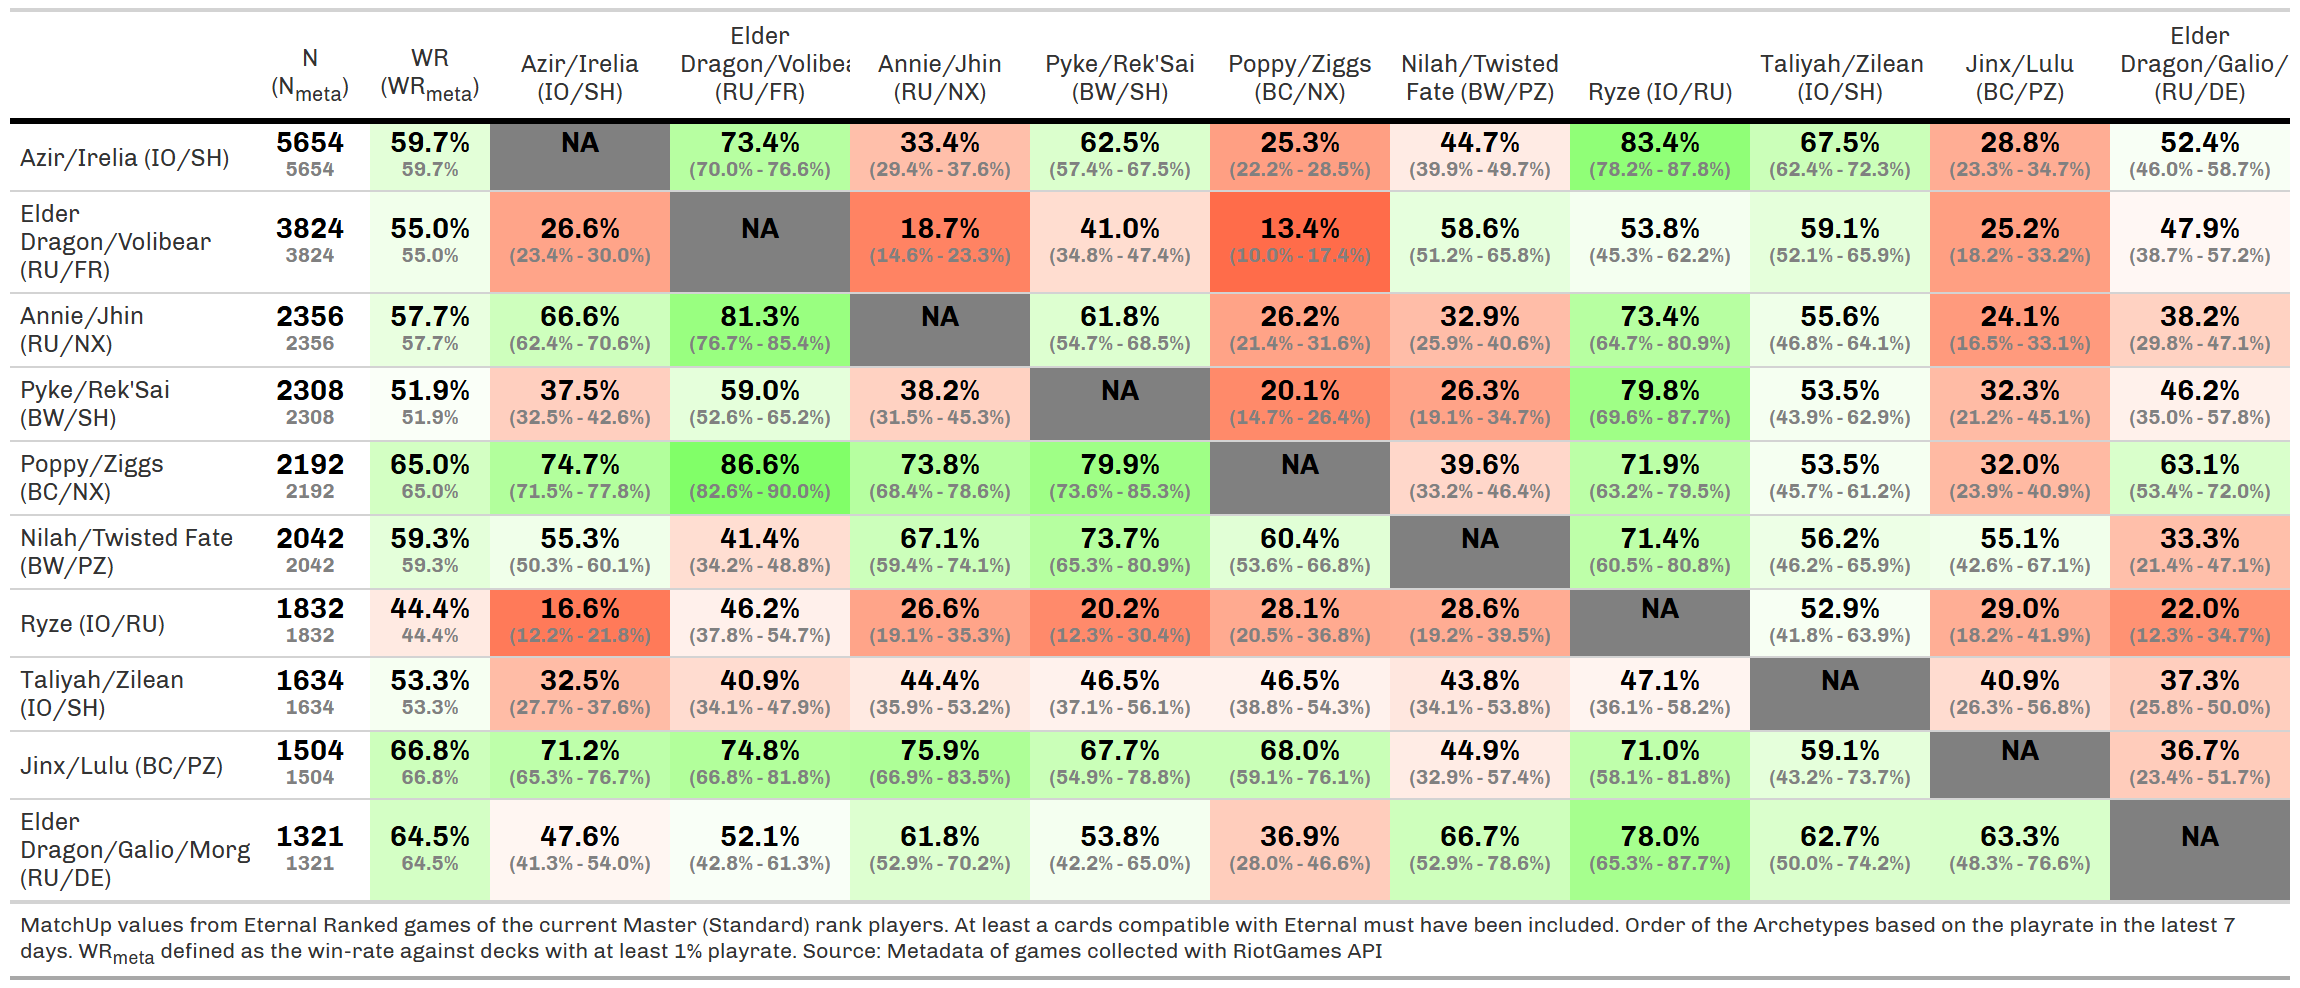 N (Nmeta) WR (WRmeta) Azir/Irelia (IO/SH) Elder Dragon/Volibea (RU/FR) Annie/Jhin (RU/NX) Pyke/Rek'Sai (BW/SH) Poppy/Ziggs (BC/NX) Nilah/Twisted Fate (BW/PZ) Ryze (IO/RU) Taliyah/Zilean (IO/SH) Jinx/Lulu (BC/PZ) Elder Dragon/Galio/ (RU/DE)
Azir/Irelia (IO/SH) 5654 59.7% NA 73.4% 33.4% 62.5% 25.3% 44.7% 83.4% 67.5% 28.8% 52.4%
5654 59.7% (70.0% - 76.6%) (29.4% - 37.6%) (57.4% - 67.5%) (22.2% - 28.5%) (39.9% - 49.7%) (78.2% - 87.8%) (62.4% - 72.3%) (23.3% - 34.7%) (46.0% - 58.7%)
Elder Dragon/Volibear (RU/FR) 3824 55.0% 26.6% NA 18.7% 41.0% 13.4% 58.6% 53.8% 59.1% 25.2% 47.9%
3824 55.0% (23.4% - 30.0%) (14.6% - 23.3%) (34.8% - 47.4%) (10.0% - 17.4%) (51.2% - 65.8%) (45.3% - 62.2%) (52.1% - 65.9%) (18.2% - 33.2%) (38.7% - 57.2%)
Annie/Jhin (RU/NX) 2356 57.7% 66.6% 81.3% NA 61.8% 26.2% 32.9% 73.4% 55.6% 24.1% 38.2%
2356 57.7% (62.4% - 70.6%) (76.7% - 85.4%) (54.7% - 68.5%) (21.4% - 31.6%) (25.9% - 40.6%) (64.7% - 80.9%) (46.8% - 64.1%) (16.5% - 33.1%) (29.8% - 47.1%)
Pyke/Rek'Sai (BW/SH) 2308 51.9% 37.5% 59.0% 38.2% NA 20.1% 26.3% 79.8% 53.5% 32.3% 46.2%
2308 51.9% (32.5% - 42.6%) (52.6% - 65.2%) (31.5% - 45.3%) (14.7% - 26.4%) (19.1% - 34.7%) (69.6% - 87.7%) (43.9% - 62.9%) (21.2% - 45.1%) (35.0% - 57.8%)
Poppy/Ziggs (BC/NX) 2192 65.0% 74.7% 86.6% 73.8% 79.9% NA 39.6% 71.9% 53.5% 32.0% 63.1%
2192 65.0% (71.5% - 77.8%) (82.6% - 90.0%) (68.4% - 78.6%) (73.6% - 85.3%) (33.2% - 46.4%) (63.2% - 79.5%) (45.7% - 61.2%) (23.9% - 40.9%) (53.4% - 72.0%)
Nilah/Twisted Fate (BW/PZ) 2042 59.3% 55.3% 41.4% 67.1% 73.7% 60.4% NA 71.4% 56.2% 55.1% 33.3%
2042 59.3% (50.3% - 60.1%) (34.2% - 48.8%) (59.4% - 74.1%) (65.3% - 80.9%) (53.6% - 66.8%) (60.5% - 80.8%) (46.2% - 65.9%) (42.6% - 67.1%) (21.4% - 47.1%)
Ryze (IO/RU) 1832 44.4% 16.6% 46.2% 26.6% 20.2% 28.1% 28.6% NA 52.9% 29.0% 22.0%
1832 44.4% (12.2% - 21.8%) (37.8% - 54.7%) (19.1% - 35.3%) (12.3% - 30.4%) (20.5% - 36.8%) (19.2% - 39.5%) (41.8% - 63.9%) (18.2% - 41.9%) (12.3% - 34.7%)
Taliyah/Zilean (IO/SH) 1634 53.3% 32.5% 40.9% 44.4% 46.5% 46.5% 43.8% 47.1% NA 40.9% 37.3%
1634 53.3% (27.7% - 37.6%) (34.1% - 47.9%) (35.9% - 53.2%) (37.1% - 56.1%) (38.8% - 54.3%) (34.1% - 53.8%) (36.1% - 58.2%) (26.3% - 56.8%) (25.8% - 50.0%)
Jinx/Lulu (BC/PZ) 1504 66.8% 71.2% 74.8% 75.9% 67.7% 68.0% 44.9% 71.0% 59.1% NA 36.7%
1504 66.8% (65.3% - 76.7%) (66.8% - 81.8%) (66.9% - 83.5%) (54.9% - 78.8%) (59.1% - 76.1%) (32.9% - 57.4%) (58.1% - 81.8%) (43.2% - 73.7%) (23.4% - 51.7%)
Elder Dragon/Galio/Morg (RU/DE) 1321 64.5% 47.6% 52.1% 61.8% 53.8% 36.9% 66.7% 78.0% 62.7% 63.3% NA
1321 64.5% (41.3% - 54.0%) (42.8% - 61.3%) (52.9% - 70.2%) (42.2% - 65.0%) (28.0% - 46.6%) (52.9% - 78.6%) (65.3% - 87.7%) (50.0% - 74.2%) (48.3% - 76.6%)
MatchUp values from Eternal Ranked games of the current Master (Standard) rank players. At least a cards compatible with Eternal must have been included. Order of the Archetypes based on the playrate in the latest 7
days. WRmeta defined as the win-rate against decks with at least 1% playrate. Source: Metadata of games collected with RiotGames API